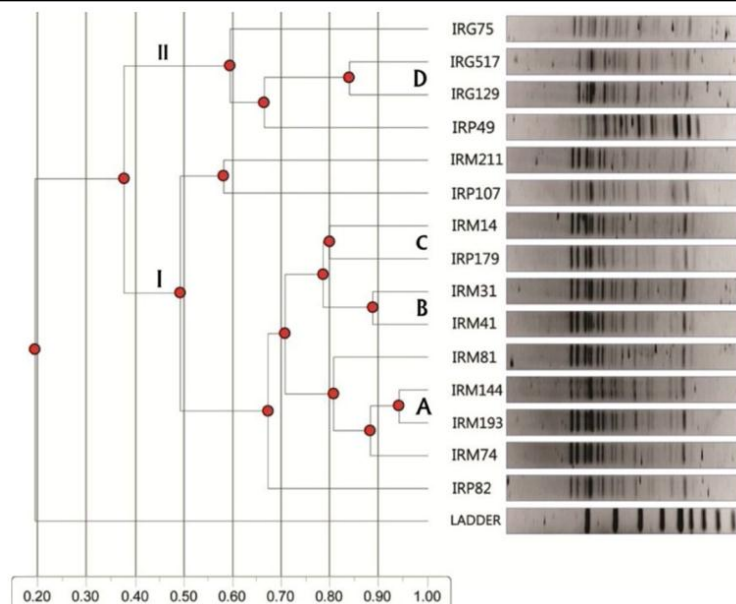 II
IRG75
IRG517
D
IRG129
IRP49
IRM211
IRP107
IRM14
C
IRP179
I
IRM31
B
IRM41
IRM81
IRM144
A
IRM193
IRM74
IRP82
LADDER
0.20 0.30 0.40 0.50 0.60 0.70 0.80 0.90 1.00